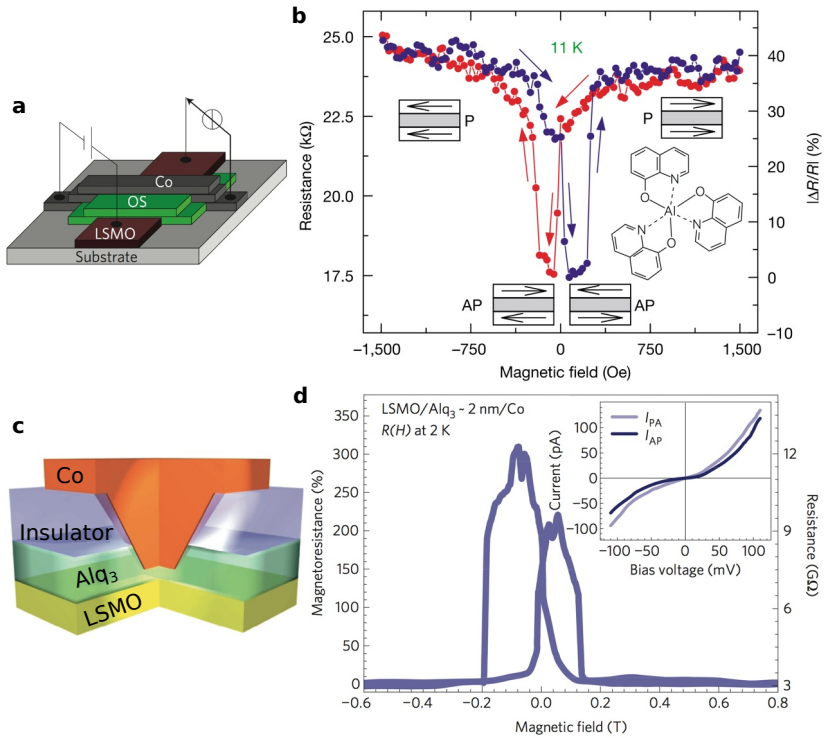 a
Co
OS
LSMO
Substrate
b
11 K
Resistance (kΩ)
25.0
22.5
20.0
17.5
|ΔR/R| (%)
40
30
20
10
0
−10
P
P
AP
AP
N
O
Al
O
N
N
O
−1,500
−750
0
750
1,500
Magnetic field (Oe)
c
Co
Insulator
Alq3
LSMO
d
LSMO/Alq3 ~ 2 nm/Co
R(H) at 2 K
Magnetoresistance (%)
350
300
250
200
150
100
50
0
Resistance (GΩ)
12
9
6
3
−0.6
−0.4
−0.2
0.0
0.2
0.4
0.6
0.8
Magnetic field (T)
IPA
IAP
Current (pA)
100
50
0
−50
−100
−100
−50
0
50
100
Bias voltage (mV)